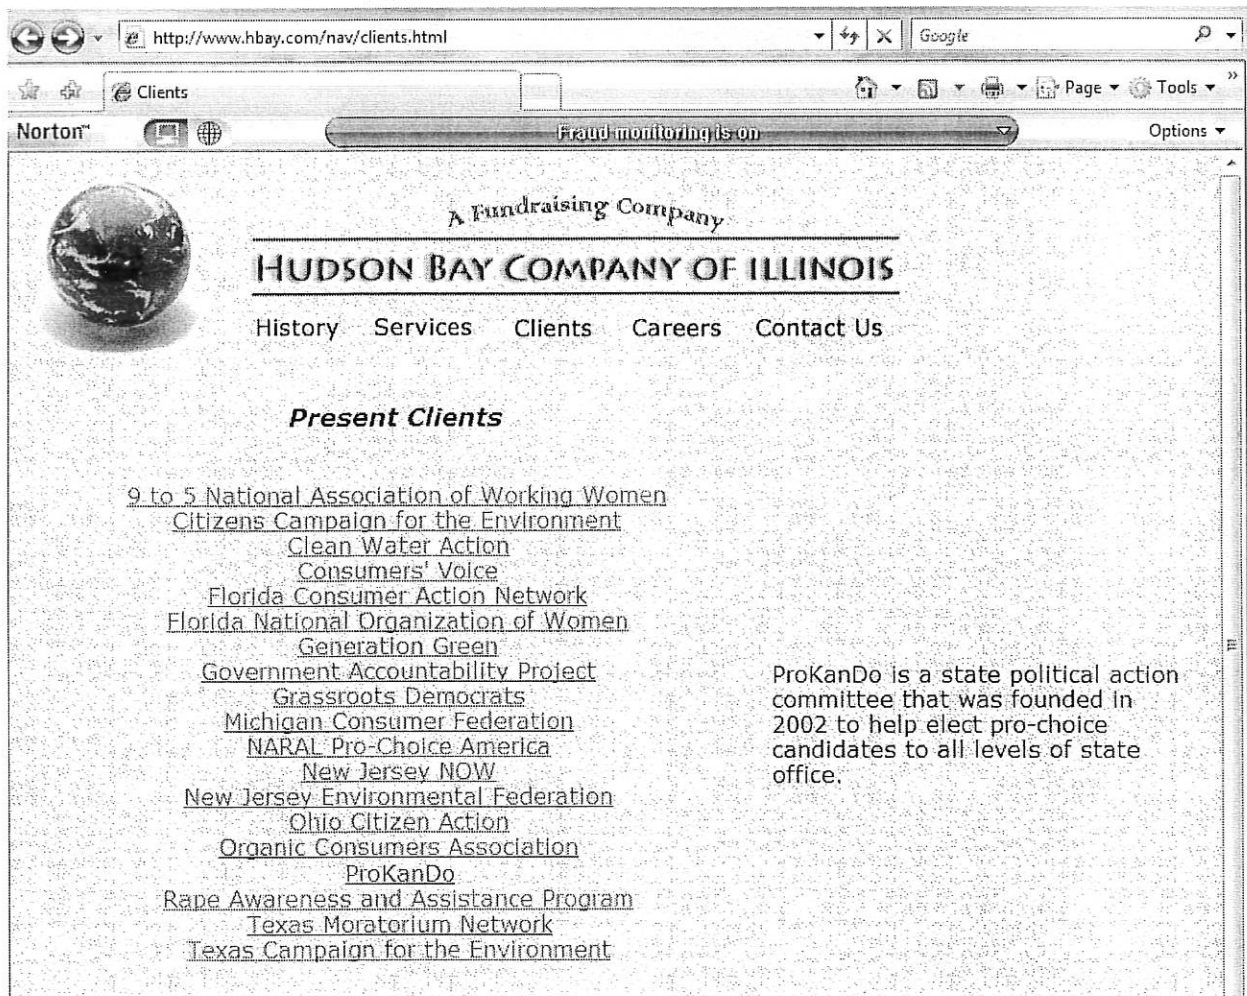 http://www.hbay.com/nav/clients.html
Google
Clients
Page
Tools
Norton™
Fraud monitoring is on
Options
A Fundraising Company
HUDSON BAY COMPANY OF ILLINOIS
History Services Clients Careers Contact Us
Present Clients
9 to 5 National Association of Working Women
Citizens Campaign for the Environment
Clean Water Action
Consumers' Voice
Florida Consumer Action Network
Florida National Organization of Women
Generation Green
Government Accountability Project
Grassroots Democrats
Michigan Consumer Federation
NARAL Pro-Choice America
New Jersey NOW
New Jersey Environmental Federation
Ohio Citizen Action
Organic Consumers Association
ProKanDo
Rape Awareness and Assistance Program
Texas Moratorium Network
Texas Campaign for the Environment
ProKanDo is a state political action
committee that was founded in
2002 to help elect pro-choice
candidates to all levels of state
office.